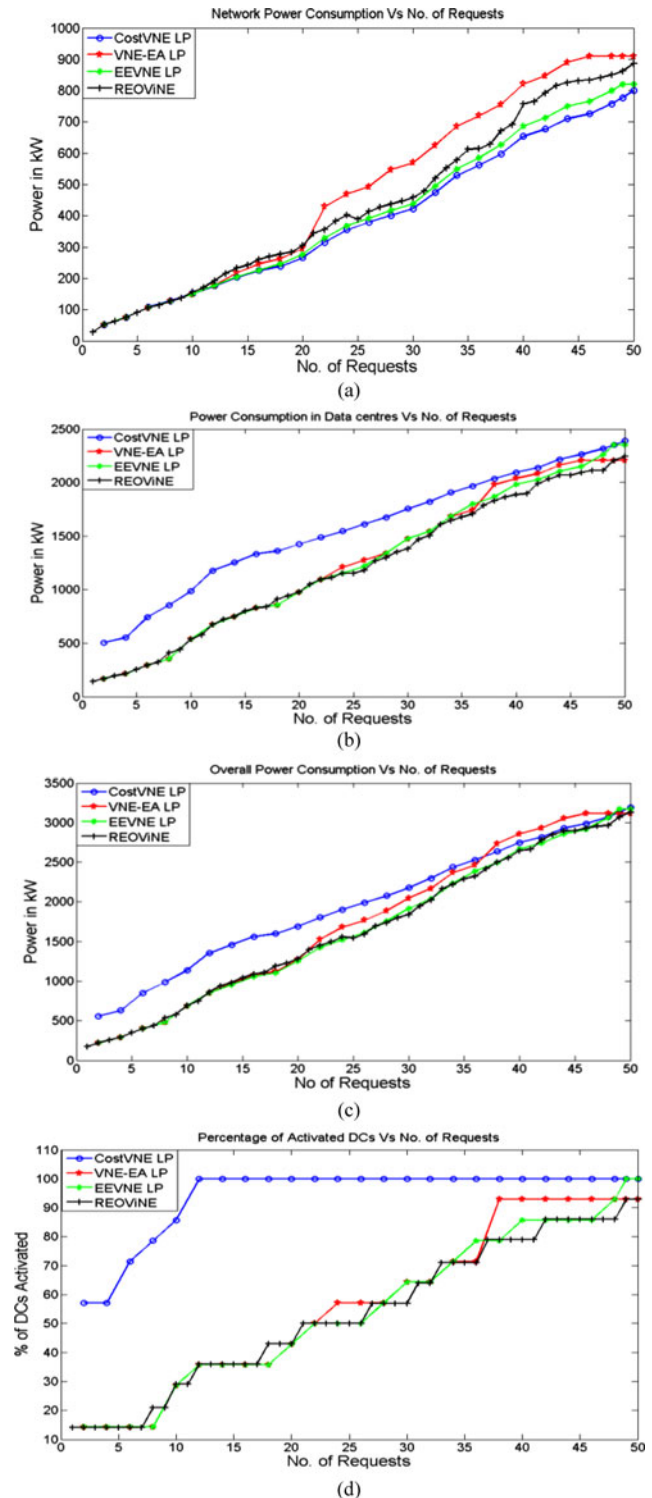 Network Power Consumption Vs No. of Requests
1000
900
800
700
600
500
400
300
200
100
0
Power in kW
CostVNE LP
VNE-EA LP
EEVNE LP
REOViNE
0 5 10 15 20 25 30 35 40 45 50
No. of Requests
(a)
Power Consumption in Data centres Vs No. of Requests
2500
2000
1500
1000
500
0
Power in kW
CostVNE LP
VNE-EA LP
EEVNE LP
REOViNE
0 5 10 15 20 25 30 35 40 45 50
No. of Requests
(b)
Overall Power Consumption Vs No. of Requests
3500
3000
2500
2000
1500
1000
500
0
Power in kW
CostVNE LP
VNE-EA LP
EEVNE LP
REOViNE
0 5 10 15 20 25 30 35 40 45 50
No of Requests
(c)
Percentage of Activated DCs Vs No. of Requests
110
100
90
80
70
60
50
40
30
20
10
% of DCs Activated
CostVNE LP
VNE-EA LP
EEVNE LP
REOViNE
0 5 10 15 20 25 30 35 40 45 50
No. of Requests
(d)